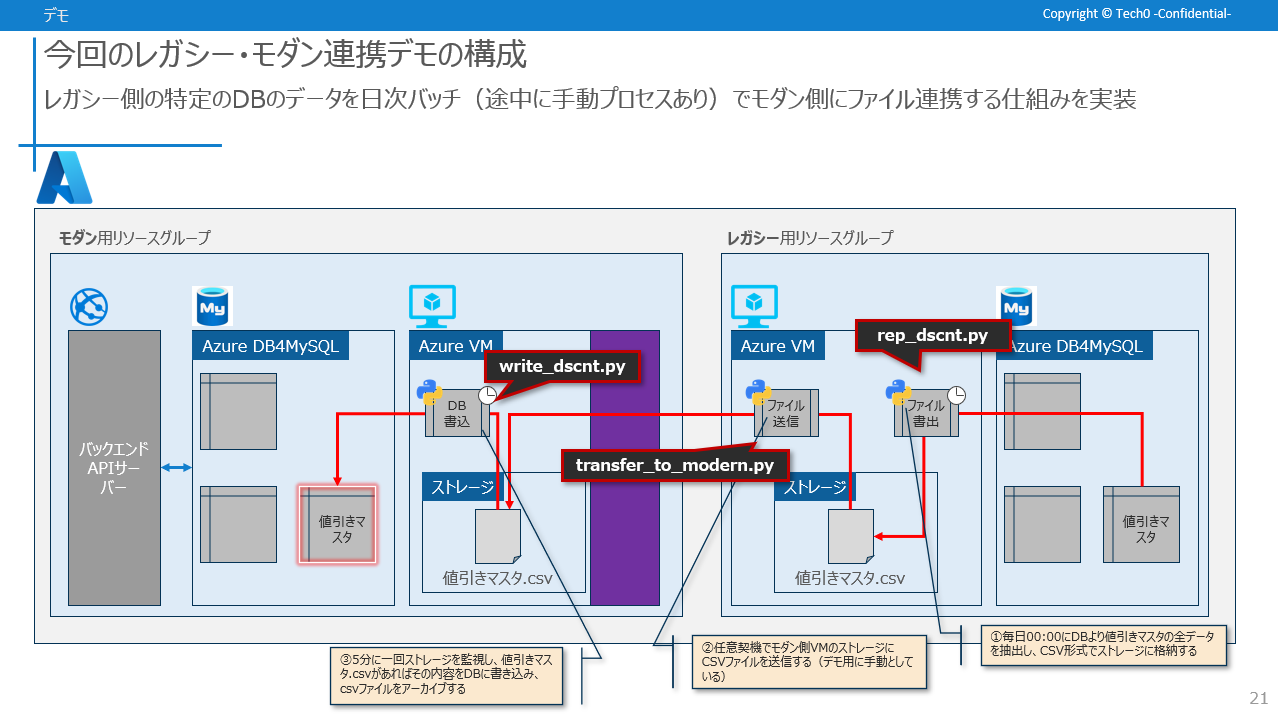 デモ
Copyright © Tech0 -Confidential-
今回のレガシー・モダン連携デモの構成
レガシー側の特定のDBのデータを日次バッチ（途中に手動プロセスあり）でモダン側にファイル連携する仕組みを実装
モダン用リソースグループ
バックエンド
APIサー
バー
My
Azure DB4MySQL
値引きマ
スタ
Azure VM
write_dscnt.py
DB
書込
ストレージ
値引きマスタ.csv
レガシー用リソースグループ
Azure VM
ファイル
送信
transfer_to_modern.py
rep_dscnt.py
ファイル
書出
ストレージ
値引きマスタ.csv
My
Azure DB4MySQL
値引きマ
スタ
③5分に一回ストレージを監視し、値引きマス
タ.csvがあればその内容をDBに書き込み、
csvファイルをアーカイブする
②任意契機でモダン側VMのストレージに
CSVファイルを送信する（デモ用に手動として
いる）
①毎日00:00にDBより値引きマスタの全データ
を抽出し、CSV形式でストレージに格納する
21